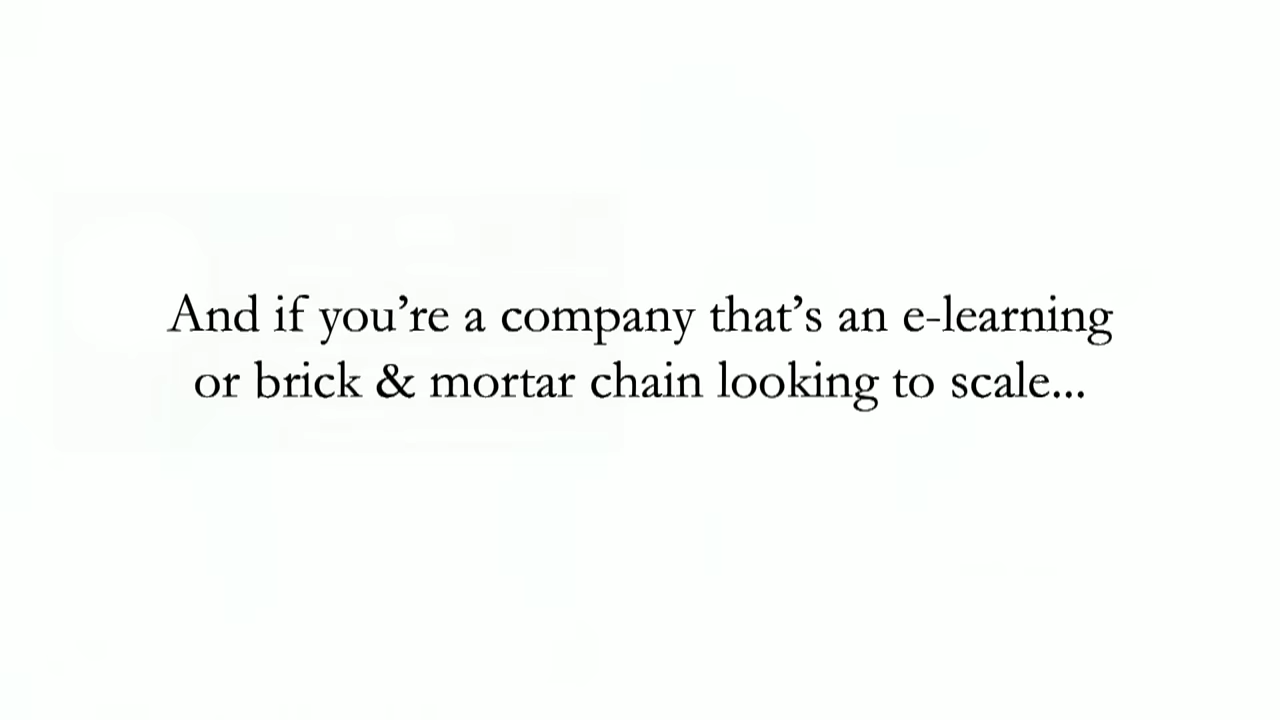 And if you’re a company that’s an e-learning
or brick & mortar chain looking to scale...